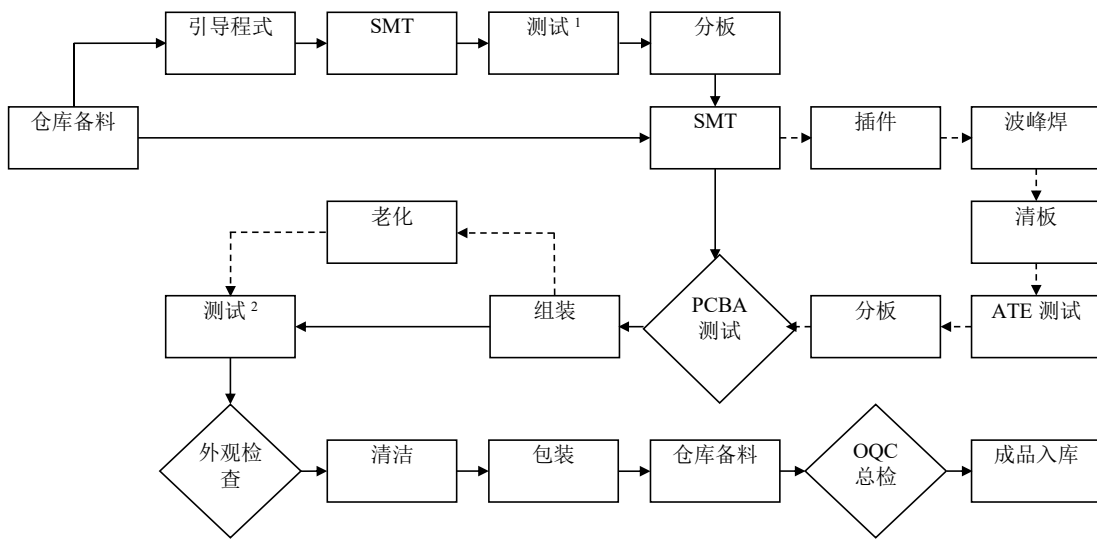 引导程式
SMT
测试 1
分板
仓库备料
SMT
插件
波峰焊
清板
老化
测试 2
组装
PCBA
测试
分板
ATE 测试
外观检
查
清洁
包装
仓库备料
OQC
总检
成品入库